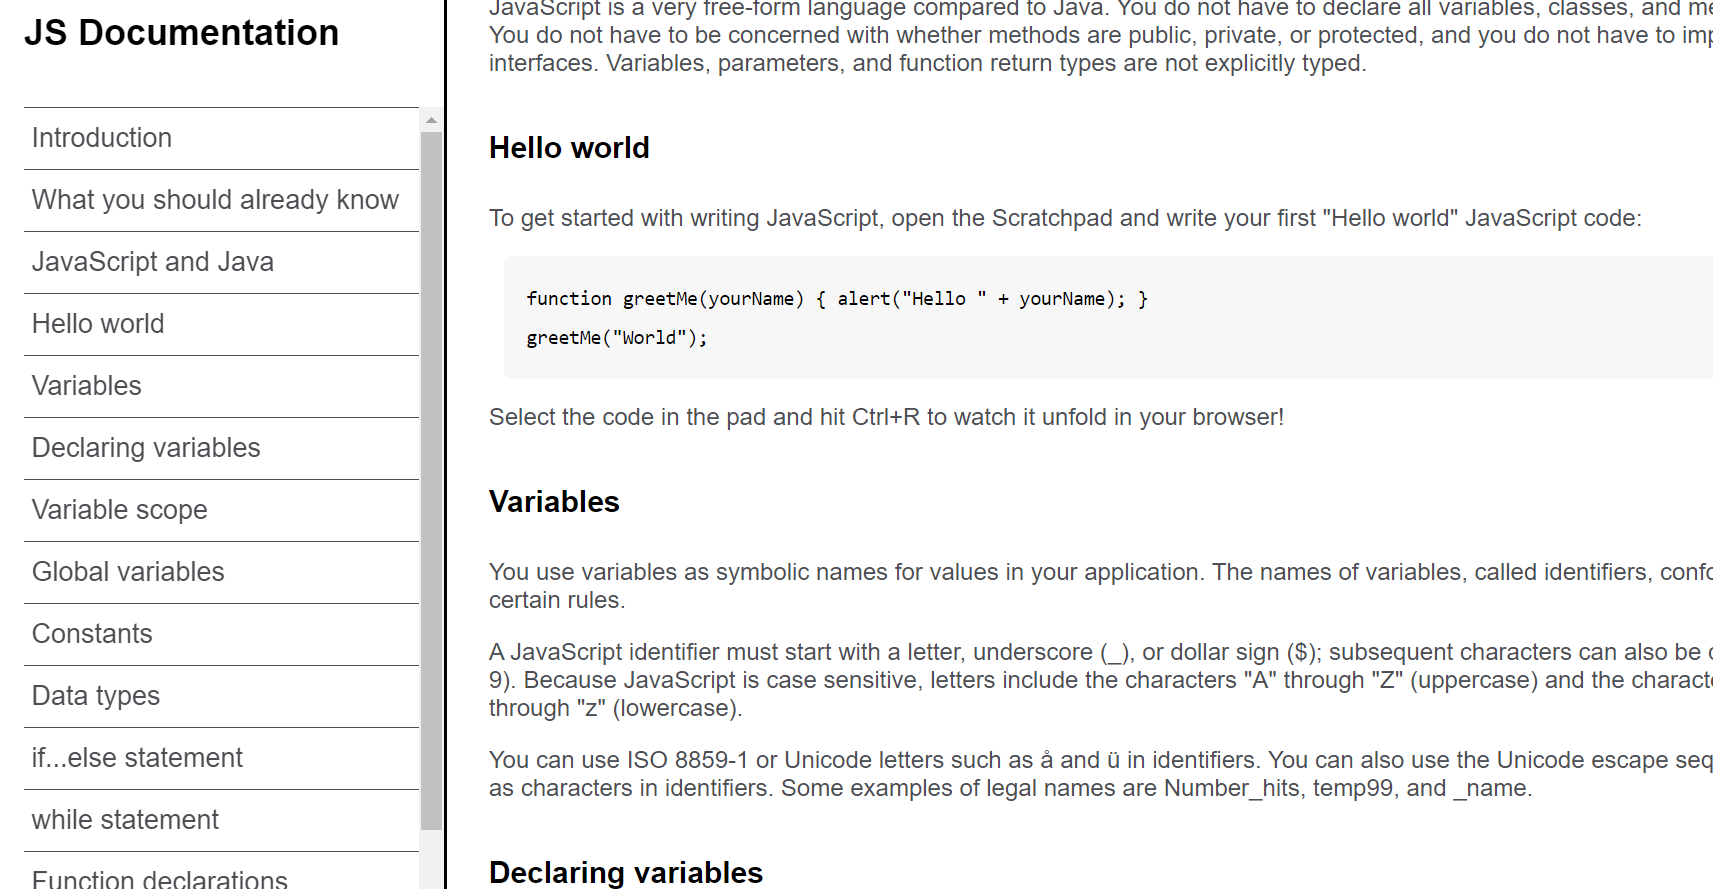 JS Documentation
Introduction
What you should already know
JavaScript and Java
Hello world
Variables
Declaring variables
Variable scope
Global variables
Constants
Data types
if...else statement
while statement
Function declarations
JavaScript is a very free-form language compared to Java. You do not have to declare all variables, classes, and
You do not have to be concerned with whether methods are public, private, or protected, and you do not have to
interfaces. Variables, parameters, and function return types are not explicitly typed.
Hello world
To get started with writing JavaScript, open the Scratchpad and write your first "Hello world" JavaScript code:
function greetMe(yourName) { alert("Hello " + yourName); }
greetMe("World");
Select the code in the pad and hit Ctrl+R to watch it unfold in your browser!
Variables
You use variables as symbolic names for values in your application. The names of variables, called identifiers,
certain rules.
A JavaScript identifier must start with a letter, underscore (_), or dollar sign ($); subsequent characters can also be
9). Because JavaScript is case sensitive, letters include the characters "A" through "Z" (uppercase) and the
through "z" (lowercase).
You can use ISO 8859-1 or Unicode letters such as å and ü in identifiers. You can also use the Unicode escape
as characters in identifiers. Some examples of legal names are Number_hits, temp99, and _name.
Declaring variables